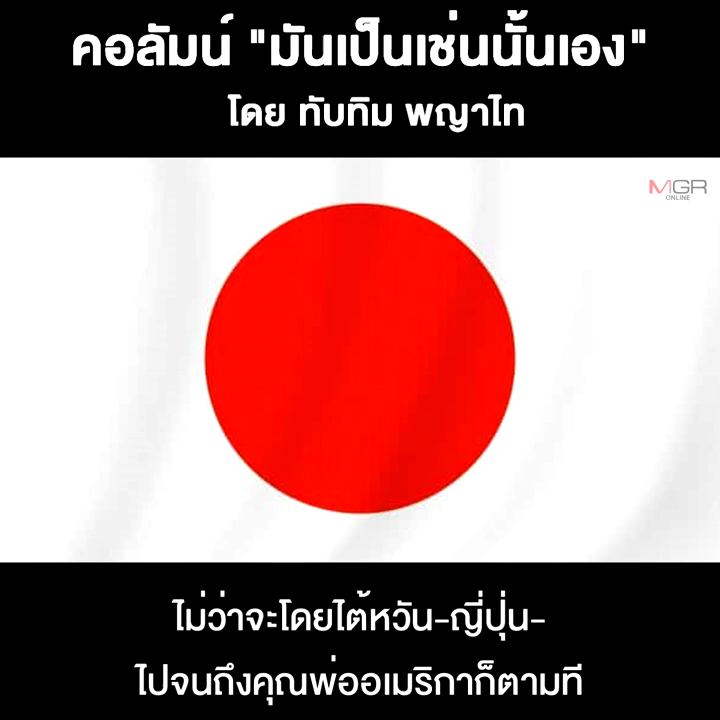 คอลัมน์ "มันเป็นเช่นนั้นเอง"
โดย ทับทิม พญาไท
MGR
ONLINE
ไม่ว่าจะโดยไต้หวัน-ญี่ปุ่น-
ไปจนถึงคุณพ่ออเมริกาก็ตามที